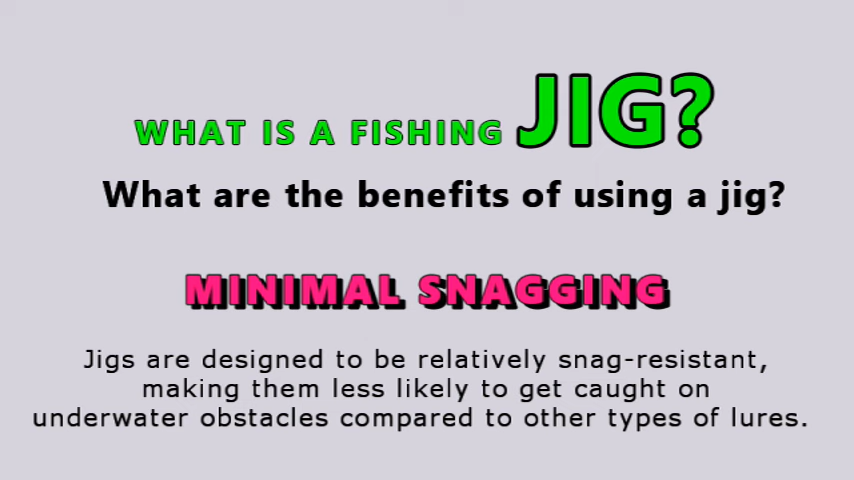 WHAT IS A FISHING JIG?
What are the benefits of using a jig?
MINIMAL SNAGGING
Jigs are designed to be relatively snag-resistant,
making them less likely to get caught on
underwater obstacles compared to other types of lures.